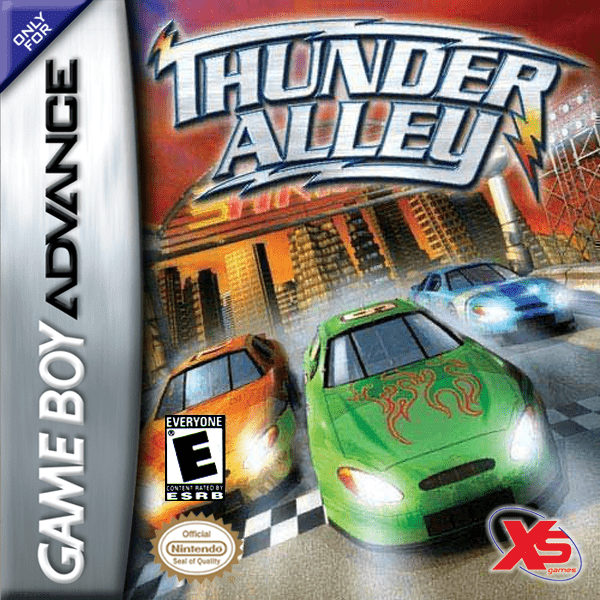 ONLY
FOR
GAME BOY ADVANCE
THUNDER
ALLEY
EVERYONE
E
CONTENT RATED BY
ESRB
Official
Nintendo
Seal of Quality
XS
games